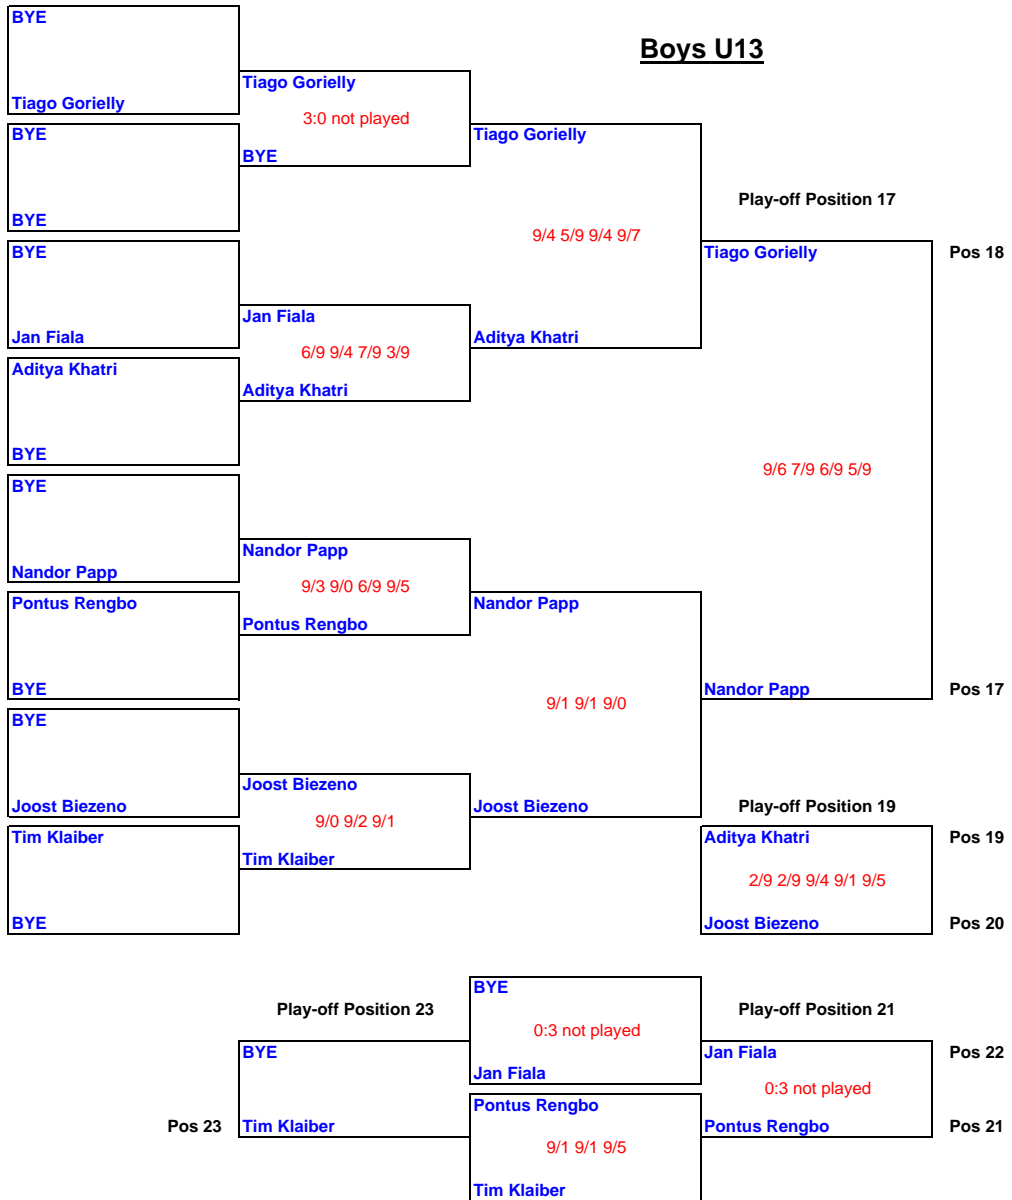 BYE
Boys U13
Tiago Gorielly
Tiago Gorielly
3:0 not played
BYE
Tiago Gorielly
BYE
Play-off Position 17
BYE
9/4 5/9 9/4 9/7
BYE
Tiago Gorielly
Pos 18
Jan Fiala
Jan Fiala
Aditya Khatri
6/9 9/4 7/9 3/9
Aditya Khatri
Aditya Khatri
BYE
9/6 7/9 6/9 5/9
BYE
Nandor Papp
Nandor Papp
9/3 9/0 6/9 9/5
Pontus Rengbo
Nandor Papp
Pontus Rengbo
BYE
Nandor Papp
Pos 17
9/1 9/1 9/0
BYE
Joost Biezeno
Joost Biezeno
Joost Biezeno
Play-off Position 19
9/0 9/2 9/1
Tim Klaiber
Aditya Khatri
Pos 19
Tim Klaiber
2/9 2/9 9/4 9/1 9/5
BYE
Joost Biezeno
Pos 20
BYE
Play-off Position 23
Play-off Position 21
0:3 not played
BYE
Jan Fiala
Pos 22
Jan Fiala
0:3 not played
Pontus Rengbo
Pos 23
Tim Klaiber
Pontus Rengbo
Pos 21
9/1 9/1 9/5
Tim Klaiber